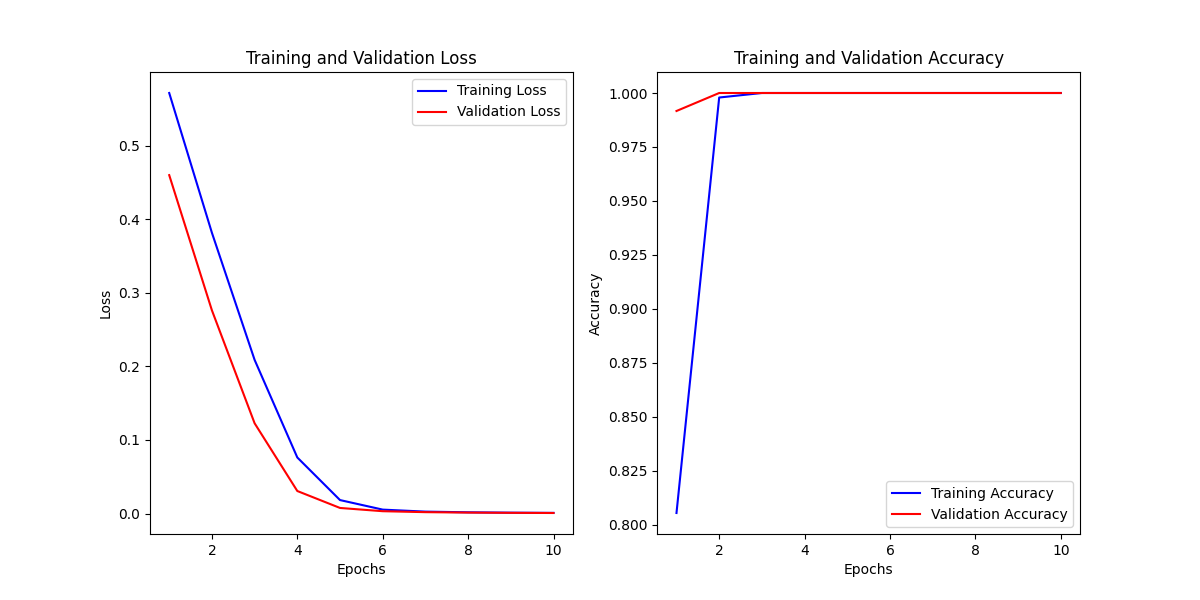 Training and Validation Loss
Training Loss
Validation Loss
0.5
0.4
0.3
0.2
0.1
0.0
Loss
2 4 6 8 10
Epochs
Training and Validation Accuracy
1.000
0.975
0.950
0.925
0.900
0.875
0.850
0.825
0.800
Accuracy
Training Accuracy
Validation Accuracy
2 4 6 8 10
Epochs